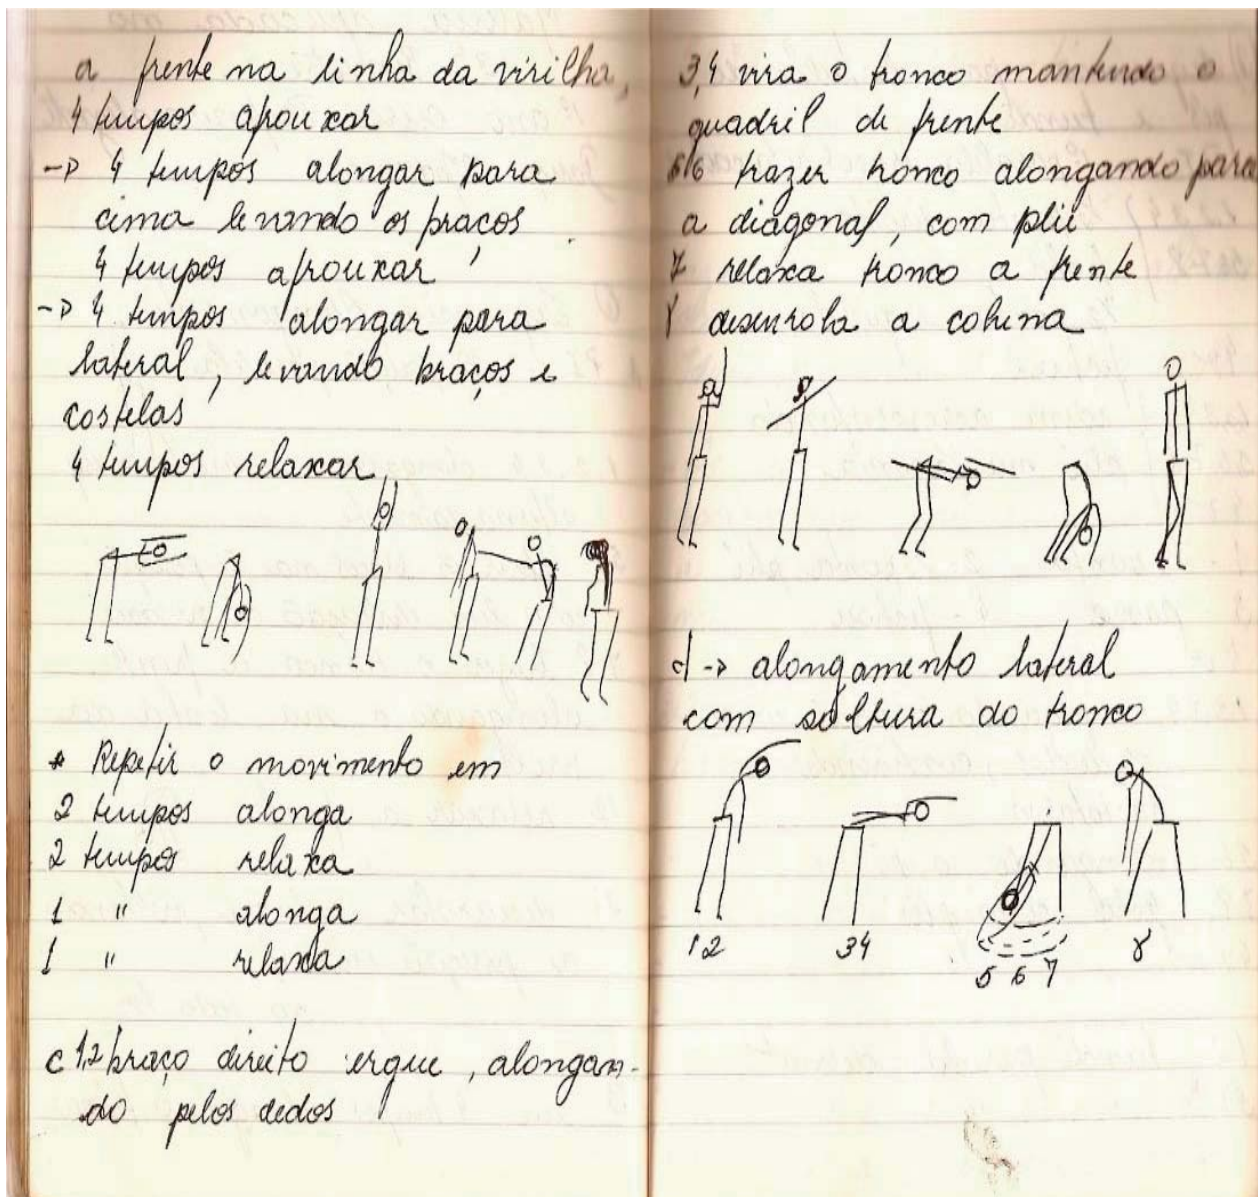 a frente na linha da virilha,
4 tempos afrouxar
-> 4 tempos alongar para
cima levando os braços
4 tempos afrouxar
-> 4 tempos alongar para
lateral, levando braços e
costelas
4 tempos relaxar
* Repetir o movimento em
2 tempos alonga
2 tempos relaxa
1 " alonga
1 " relaxa
c 1,2 braço direito ergue, alongan-
do pelos dedos
3,4 vira o tronco mantendo o
quadril de frente
5,6 trazer tronco alongando para
a diagonal, com plié
7 relaxa tronco a frente
8 desenrola a coluna
d -> alongamento lateral
com soltura do tronco
1 2 3 4 5 6 7 8